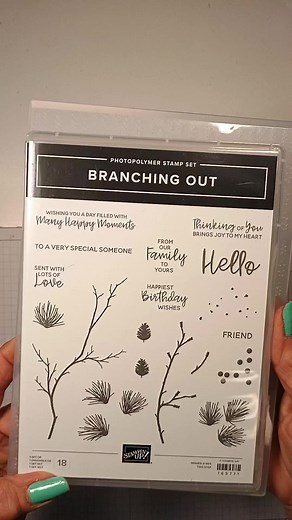 PHOTOPOLYMER STAMP SET
BRANCHING OUT
WISHING YOU A DAY FILLED WITH
Many Happy Moments
Thinking OF You
BRINGS JOY TO MY HEART
TO A VERY SPECIAL SOMEONE
FROM
OUR
Family
TO
YOURS
Hello
SENT WITH
LOTS OF
Love
HAPPIEST
Birthday
WISHES
FRIEND
STAMPIN' UP!
18